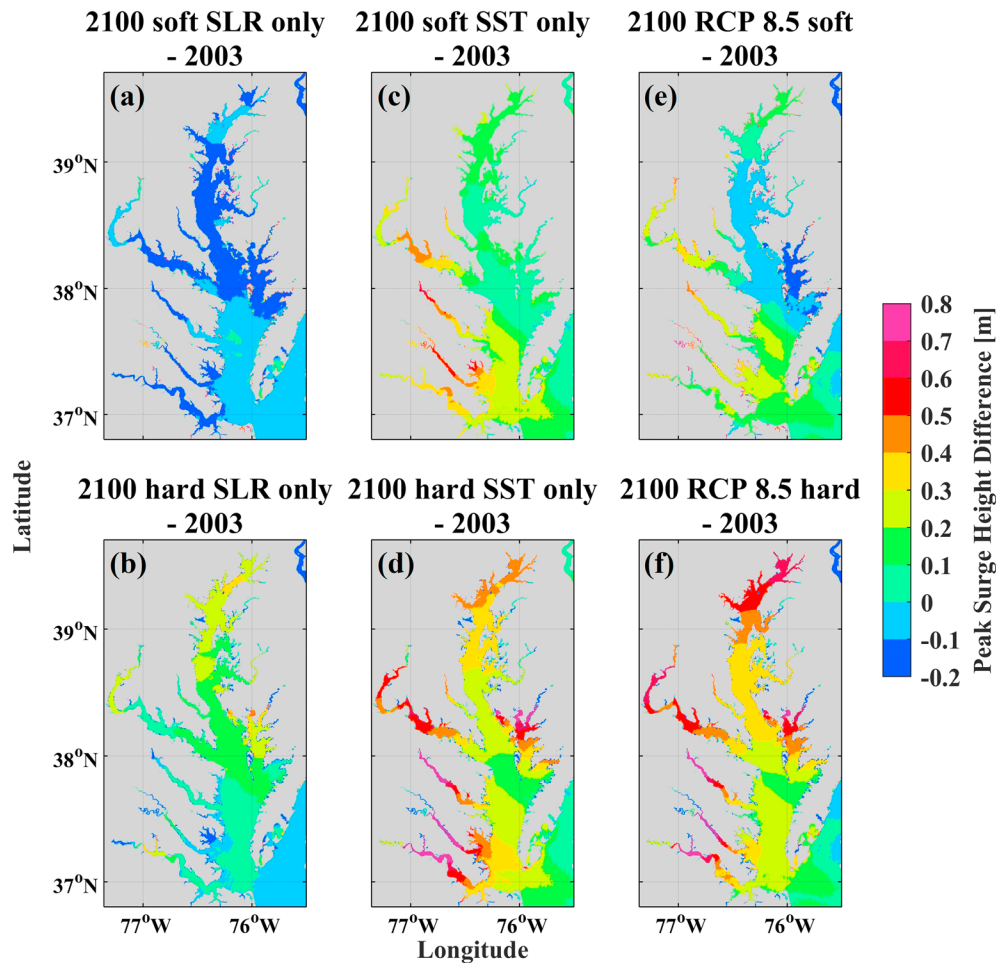 2100 soft SLR only
- 2003
2100 soft SST only
- 2003
2100 RCP 8.5 soft
- 2003
(a)
(c)
(e)
39°N
38°N
37°N
2100 hard SLR only
- 2003
2100 hard SST only
- 2003
2100 RCP 8.5 hard
- 2003
(b)
(d)
(f)
39°N
38°N
37°N
77°W
76°W
77°W
76°W
77°W
76°W
Latitude
Longitude
0.8
0.7
0.6
0.5
0.4
0.3
0.2
0.1
0
-0.1
-0.2
Peak Surge Height Difference [m]